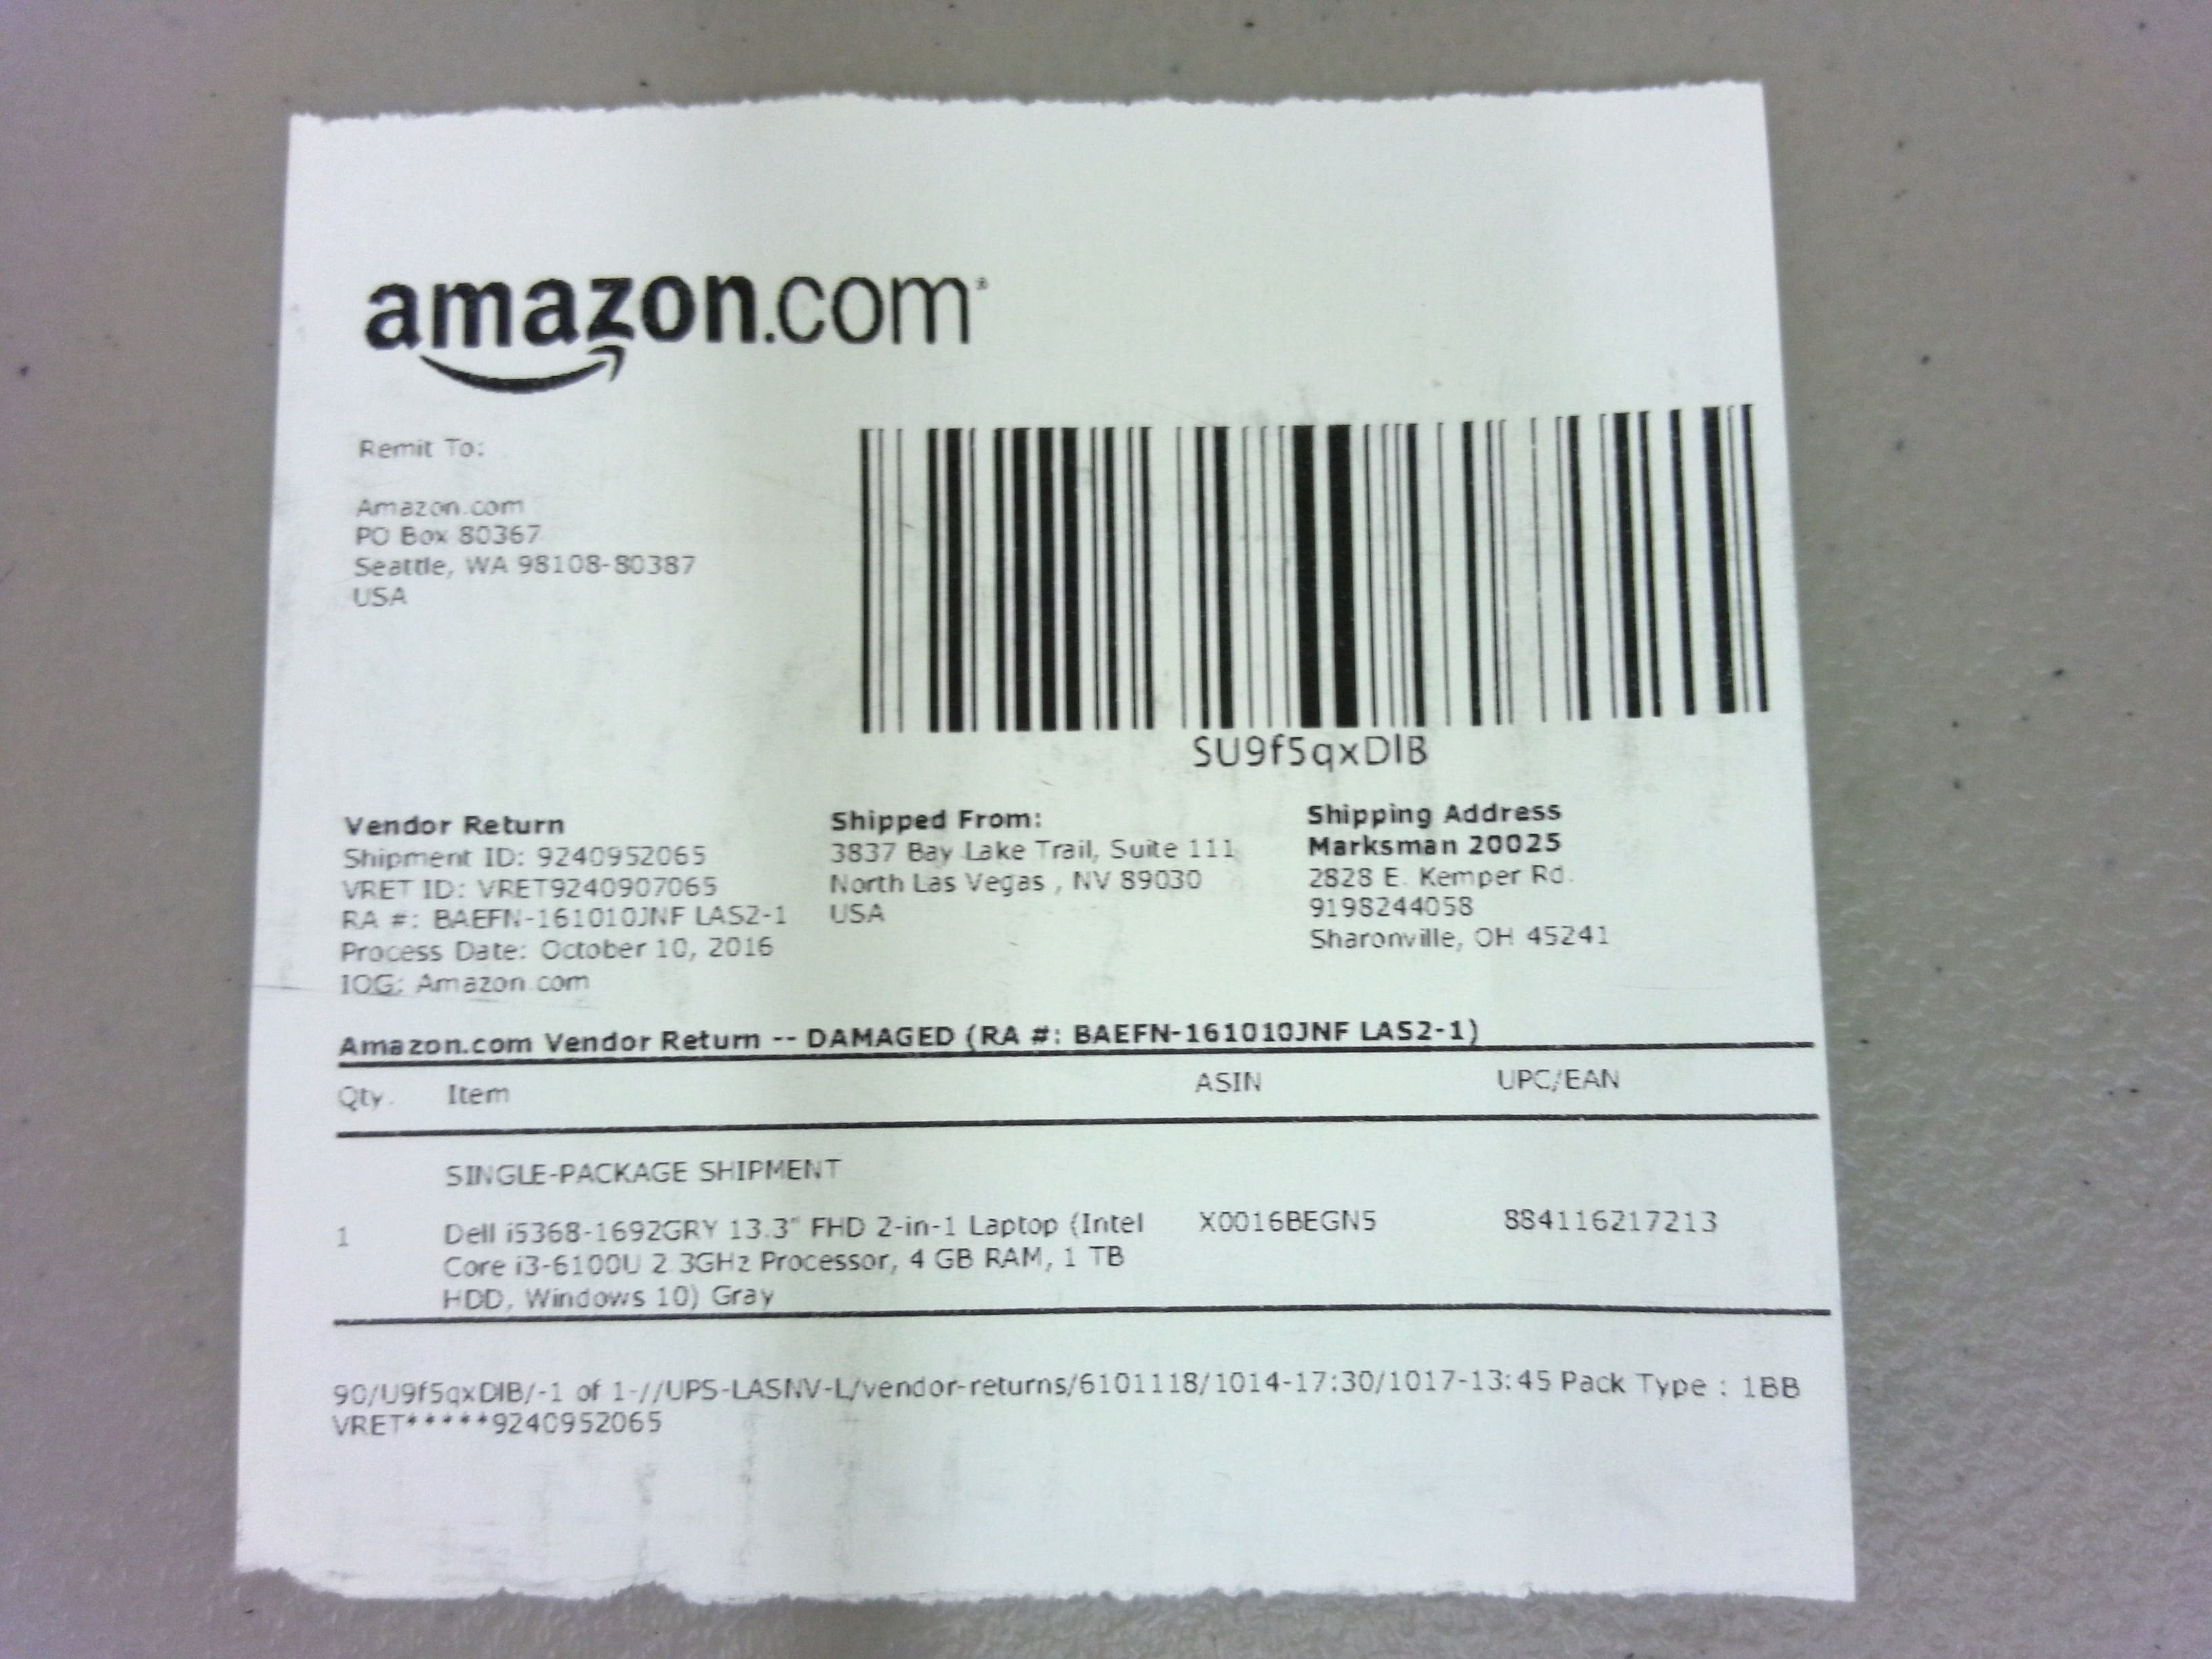 amazon.com
Remit To:
Amazon.com
PO Box 80367
Seattle, WA 98108-80387
USA
SU9f5qxDIB
Vendor Return
Shipment ID: 9240952065
VRET ID: VRET9240907065
RA #: BAEFN-161010JNF LAS2-1
Process Date: October 10, 2016
IOG: Amazon.com
Shipped From:
3837 Bay Lake Trail, Suite 111
North Las Vegas , NV 89030
USA
Shipping Address
Marksman 20025
2828 E. Kemper Rd.
9198244058
Sharonville, OH 45241
Amazon.com Vendor Return -- DAMAGED (RA #: BAEFN-161010JNF LAS2-1)
Qty. Item ASIN UPC/EAN
SINGLE-PACKAGE SHIPMENT
1 Dell i5368-1692GRY 13.3" FHD 2-in-1 Laptop (Intel X0016BEGN5 884116217213
Core i3-6100U 2.3GHz Processor, 4 GB RAM, 1 TB
HDD, Windows 10) Gray
90/U9f5qxDIB/-1 of 1-//UPS-LASNV-L/vendor-returns/6101118/1014-17:30/1017-13:45 Pack Type : 1BB
VRET*****9240952065